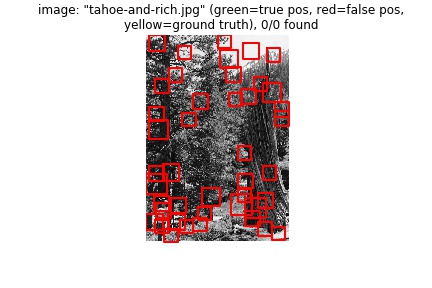 image: "tahoe-and-rich.jpg" (green=true pos, red=false pos,
yellow=ground truth), 0/0 found